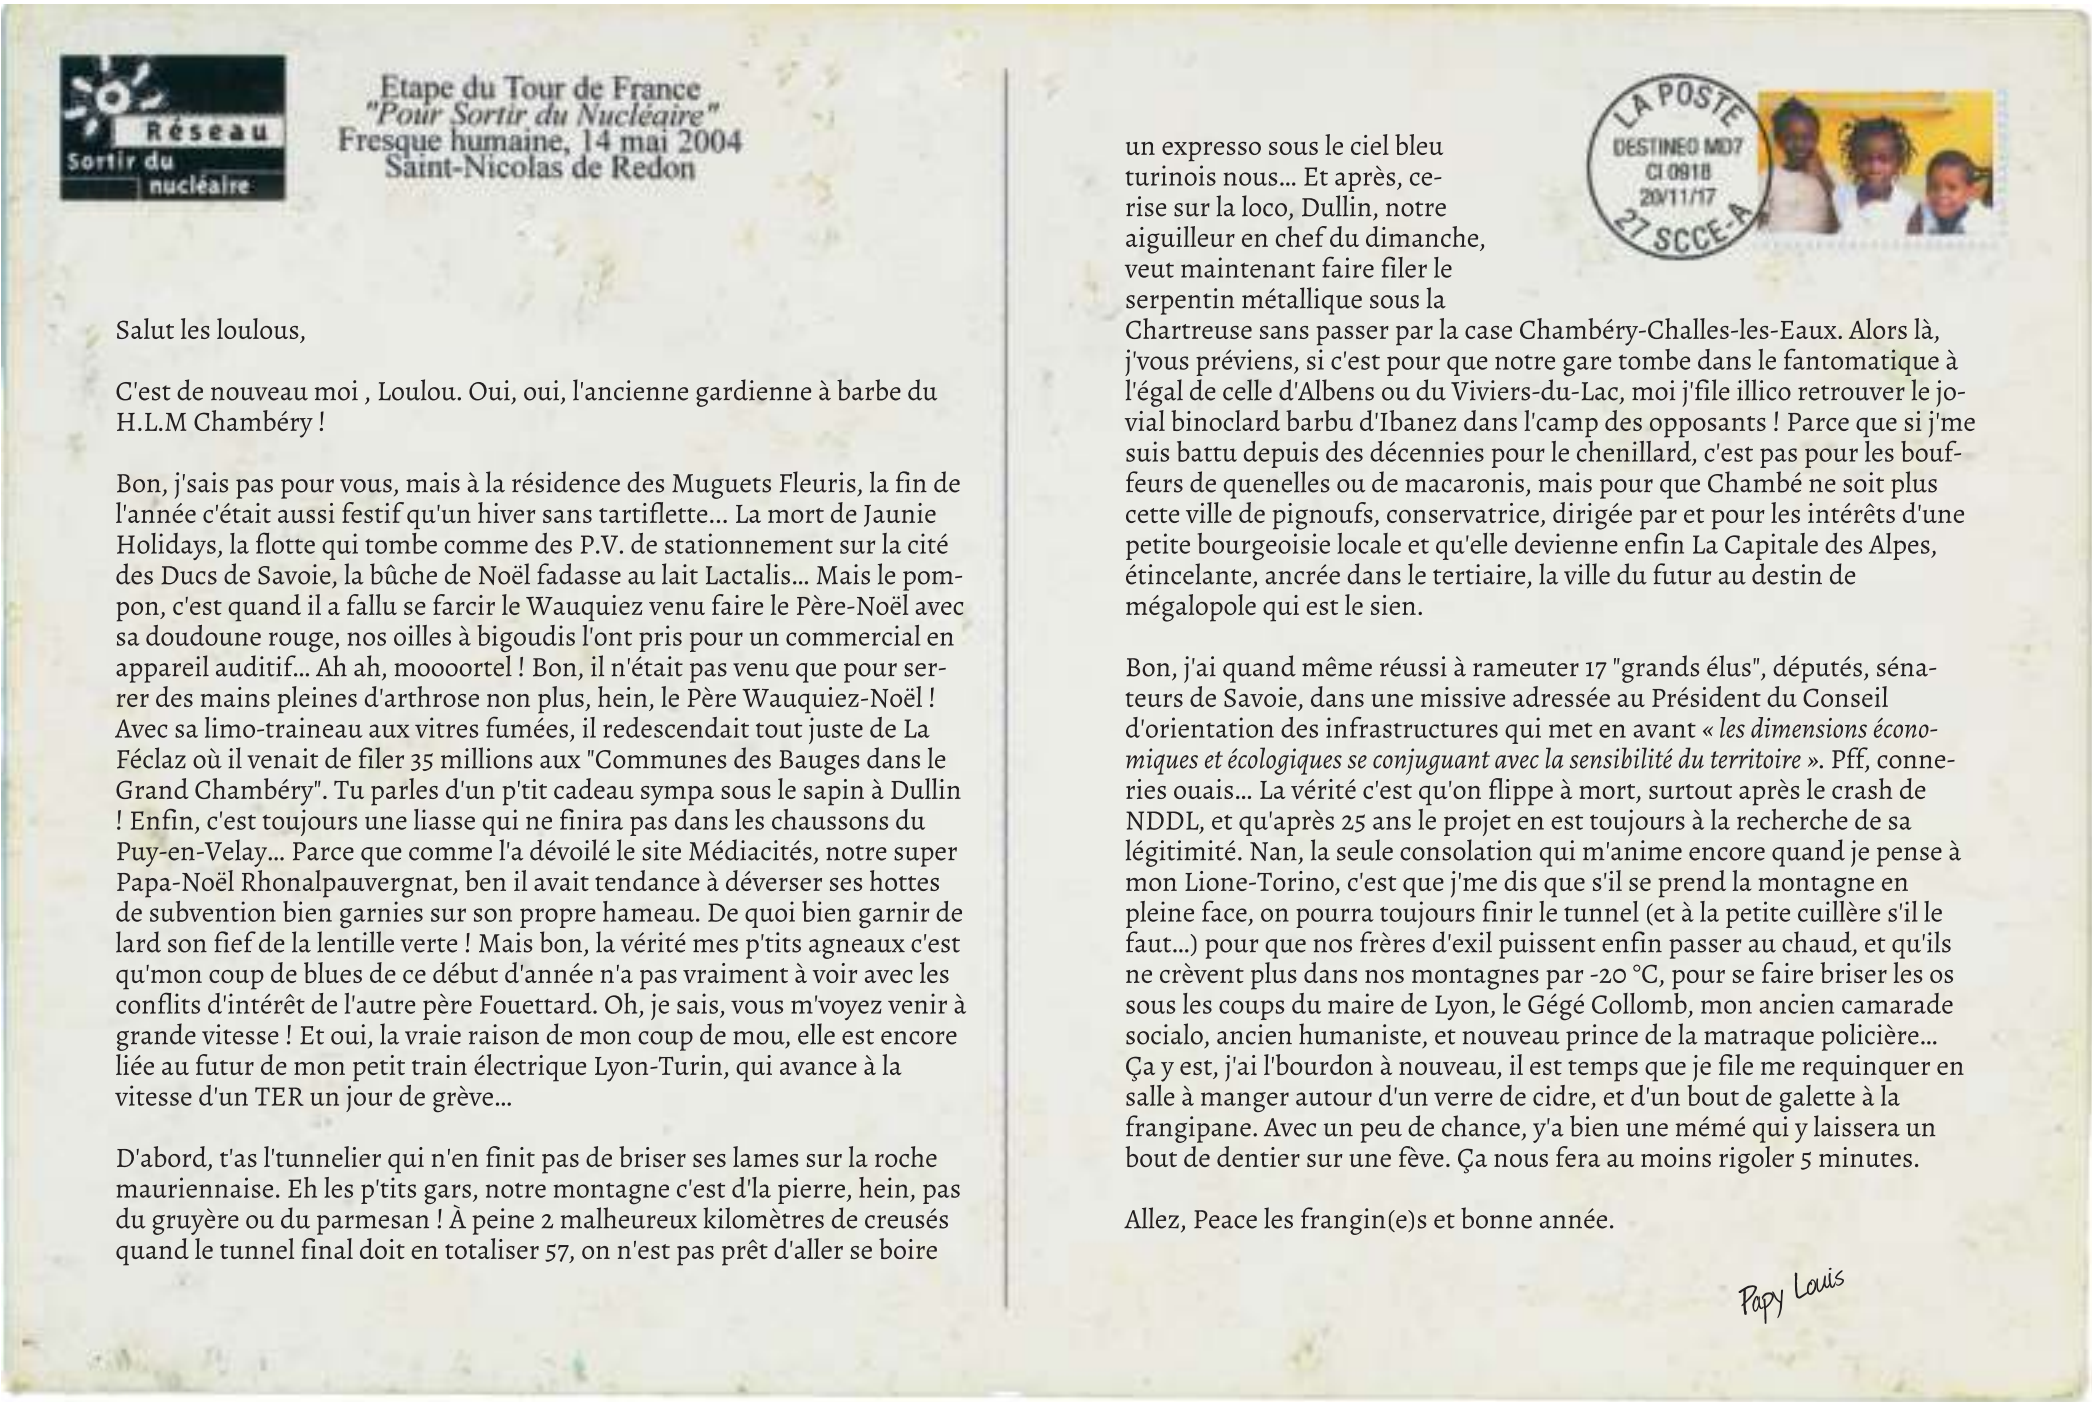 Réseau
Sortir du
nucléaire
Etape du Tour de France
"Pour Sortir du Nucléaire"
Fresque humaine, 14 mai 2004
Saint-Nicolas de Redon
Salut les loulous,
C'est de nouveau moi , Loulou. Oui, oui, l'ancienne gardienne à barbe du
H.L.M Chambéry !
Bon, j'sais pas pour vous, mais à la résidence des Muguets Fleuris, la fin de
l'année c'était aussi festif qu'un hiver sans tartiflette... La mort de Jaunie
Holidays, la flotte qui tombe comme des P.V. de stationnement sur la cité
des Ducs de Savoie, la bûche de Noël fadasse au lait Lactalis... Mais le pom-
pon, c'est quand il a fallu se farcir le Wauquiez venu faire le Père-Noël avec
sa doudoune rouge, nos oilles à bigoudis l'ont pris pour un commercial en
appareil auditif... Ah ah, moooortel ! Bon, il n'était pas venu que pour ser-
rer des mains pleines d'arthrose non plus, hein, le Père Wauquiez-Noël !
Avec sa limo-traineau aux vitres fumées, il redescendait tout juste de La
Féclaz où il venait de filer 35 millions aux "Communes des Bauges dans le
Grand Chambéry". Tu parles d'un p'tit cadeau sympa sous le sapin à Dullin
! Enfin, c'est toujours une liasse qui ne finira pas dans les chaussons du
Puy-en-Velay... Parce que comme l'a dévoilé le site Médiacités, notre super
Papa-Noël Rhonalpauvergnat, ben il avait tendance à déverser ses hottes
de subvention bien garnies sur son propre hameau. De quoi bien garnir de
lard son fief de la lentille verte ! Mais bon, la vérité mes p'tits agneaux c'est
qu'mon coup de blues de ce début d'année n'a pas vraiment à voir avec les
conflits d'intérêt de l'autre père Fouettard. Oh, je sais, vous m'voyez venir à
grande vitesse ! Et oui, la vraie raison de mon coup de mou, elle est encore
liée au futur de mon petit train électrique Lyon-Turin, qui avance à la
vitesse d'un TER un jour de grève...
D'abord, t'as l'tunnelier qui n'en finit pas de briser ses lames sur la roche
mauriennaise. Eh les p'tits gars, notre montagne c'est d'la pierre, hein, pas
du gruyère ou du parmesan ! À peine 2 malheureux kilomètres de creusés
quand le tunnel final doit en totaliser 57, on n'est pas prêt d'aller se boire
LA POSTE
DESTINEO MD7
CI 0918
20/11/17
27 SCCE-A
un expresso sous le ciel bleu
turinois nous... Et après, ce-
rise sur la loco, Dullin, notre
aiguilleur en chef du dimanche,
veut maintenant faire filer le
serpentin métallique sous la
Chartreuse sans passer par la case Chambéry-Challes-les-Eaux. Alors là,
j'vous préviens, si c'est pour que notre gare tombe dans le fantomatique à
l'égal de celle d'Albens ou du Viviers-du-Lac, moi j'file illico retrouver le jo-
vial binoclard barbu d'Ibanez dans l'camp des opposants ! Parce que si j'me
suis battu depuis des décennies pour le chenillard, c'est pas pour les bouf-
feurs de quenelles ou de macaronis, mais pour que Chambé ne soit plus
cette ville de pignoufs, conservatrice, dirigée par et pour les intérêts d'une
petite bourgeoisie locale et qu'elle devienne enfin La Capitale des Alpes,
étincelante, ancrée dans le tertiaire, la ville du futur au destin de
mégalopole qui est le sien.
Bon, j'ai quand même réussi à rameuter 17 "grands élus", députés, séna-
teurs de Savoie, dans une missive adressée au Président du Conseil
d'orientation des infrastructures qui met en avant « les dimensions écono-
miques et écologiques se conjuguant avec la sensibilité du territoire ». Pff, conne-
ries ouais... La vérité c'est qu'on flippe à mort, surtout après le crash de
NDDL, et qu'après 25 ans le projet en est toujours à la recherche de sa
légitimité. Nan, la seule consolation qui m'anime encore quand je pense à
mon Lione-Torino, c'est que j'me dis que s'il se prend la montagne en
pleine face, on pourra toujours finir le tunnel (et à la petite cuillère s'il le
faut...) pour que nos frères d'exil puissent enfin passer au chaud, et qu'ils
ne crèvent plus dans nos montagnes par -20 °C, pour se faire briser les os
sous les coups du maire de Lyon, le Gégé Collomb, mon ancien camarade
socialo, ancien humaniste, et nouveau prince de la matraque policière...
Ça y est, j'ai l'bourdon à nouveau, il est temps que je file me requinquer en
salle à manger autour d'un verre de cidre, et d'un bout de galette à la
frangipane. Avec un peu de chance, y'a bien une mémé qui y laissera un
bout de dentier sur une fève. Ça nous fera au moins rigoler 5 minutes.
Allez, Peace les frangin(e)s et bonne année.
Papy Louis